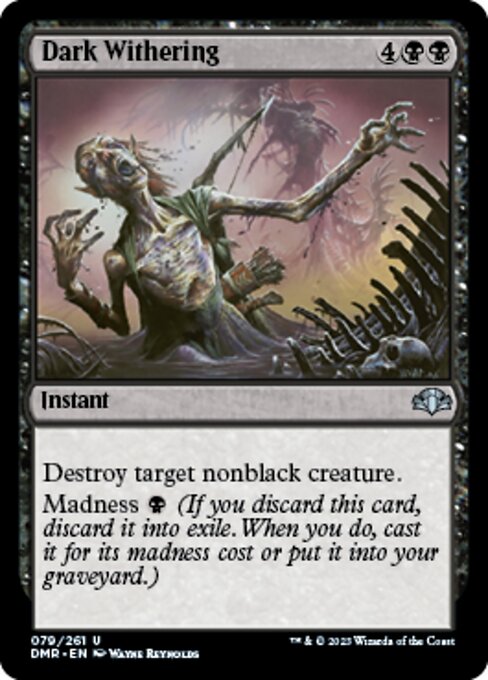 Dark Withering 4
Instant
Destroy target nonblack creature.
Madness (If you discard this card,
discard it into exile. When you do, cast
it for its madness cost or put it into your
graveyard.)
079/261 U
DMR • EN Wayne Reynolds
™ & © 2023 Wizards of the Coast